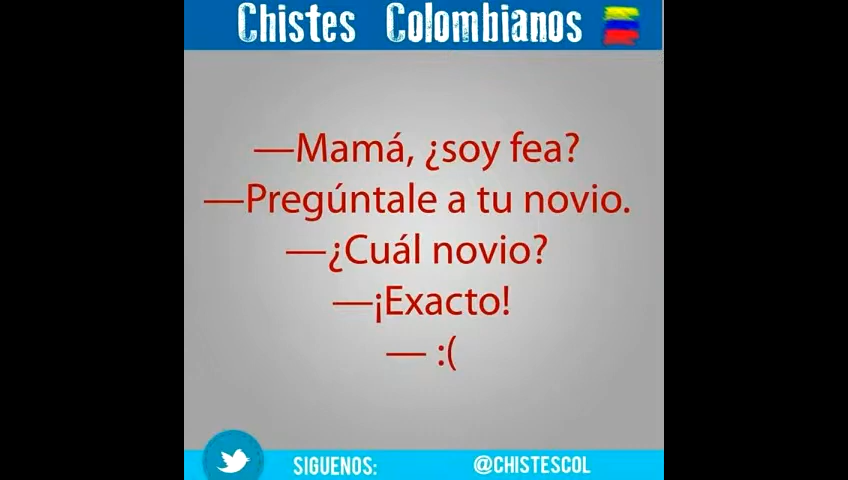 Chistes Colombianos
—Mamá, ¿soy fea?
—Pregúntale a tu novio.
—¿Cuál novio?
—¡Exacto!
— :(
SIGUENOS: @CHISTESCOL